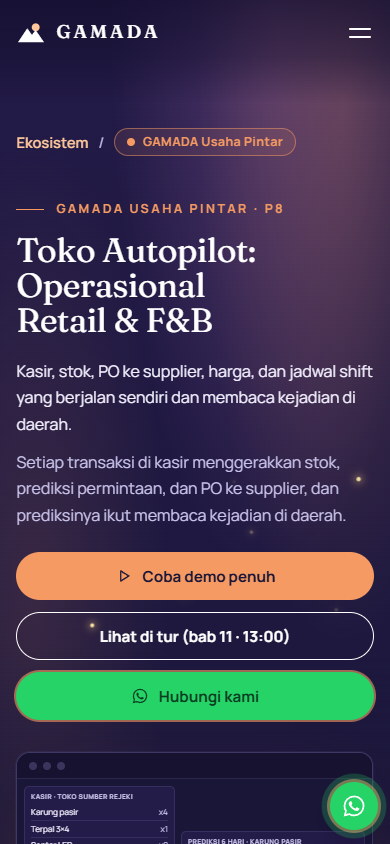 GAMADA
Ekosistem / GAMADA Usaha Pintar
GAMADA USAHA PINTAR · P8
Toko Autopilot:
Operasional
Retail & F&B
Kasir, stok, PO ke supplier, harga, dan jadwal shift
yang berjalan sendiri dan membaca kejadian di
daerah.
Setiap transaksi di kasir menggerakkan stok,
prediksi permintaan, dan PO ke supplier, dan
prediksinya ikut membaca kejadian di daerah.
Coba demo penuh
Lihat di tur (bab 11 · 13:00)
Hubungi kami
KASIR · TOKO SUMBER REJEKI
Karung pasir x4
Terpal 3×4 x1
PREDIKSI 6 HARI · KARUNG PASIR